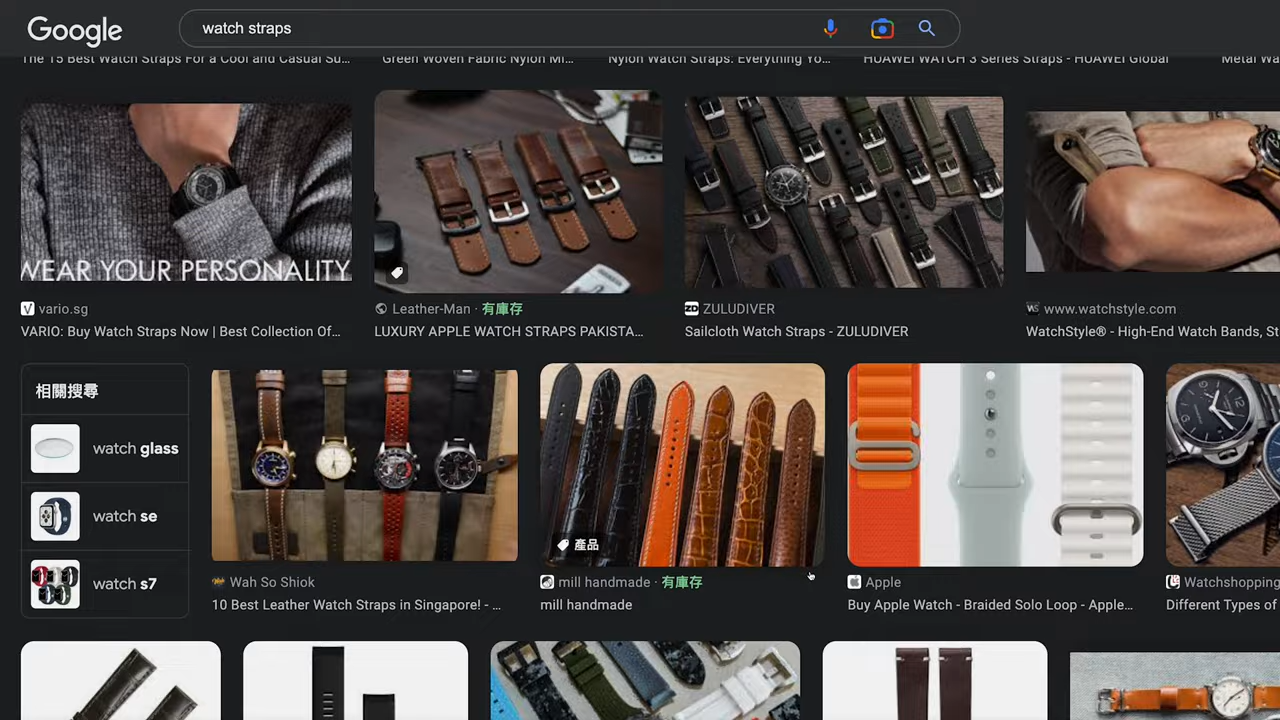 Google
watch straps
The 15 Best Watch Straps For a Cool and Casual Su...
Green Woven Fabric Nylon Mi...
Nylon Watch Straps: Everything Yo...
HUAWEI WATCH 3 Series Straps - HUAWEI Global
Metal Wa
WEAR YOUR PERSONALITY
vario.sg
VARIO: Buy Watch Straps Now | Best Collection Of...
Leather-Man · 有庫存
LUXURY APPLE WATCH STRAPS PAKISTA...
ZD ZULUDIVER
Sailcloth Watch Straps - ZULUDIVER
WS www.watchstyle.com
WatchStyle® - High-End Watch Bands, St
相關搜尋
watch glass
watch se
watch s7
Wah So Shiok
10 Best Leather Watch Straps in Singapore! - ...
產品
mill handmade · 有庫存
mill handmade
Apple
Buy Apple Watch - Braided Solo Loop - Apple...
Watchshopping
Different Types of